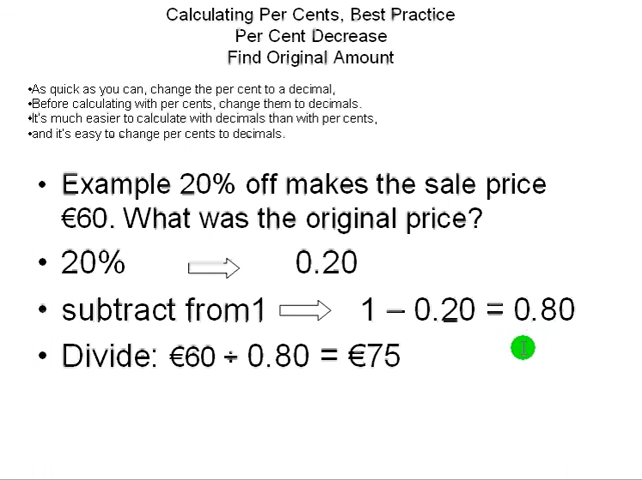 Calculating Per Cents, Best Practice
Per Cent Decrease
Find Original Amount
•As quick as you can, change the per cent to a decimal,
•Before calculating with per cents, change them to decimals.
•It's much easier to calculate with decimals than with per cents,
•and it's easy to change per cents to decimals.
• Example 20% off makes the sale price
€60. What was the original price?
• 20% 0.20
• subtract from1 1 – 0.20 = 0.80
• Divide: €60 ÷ 0.80 = €75